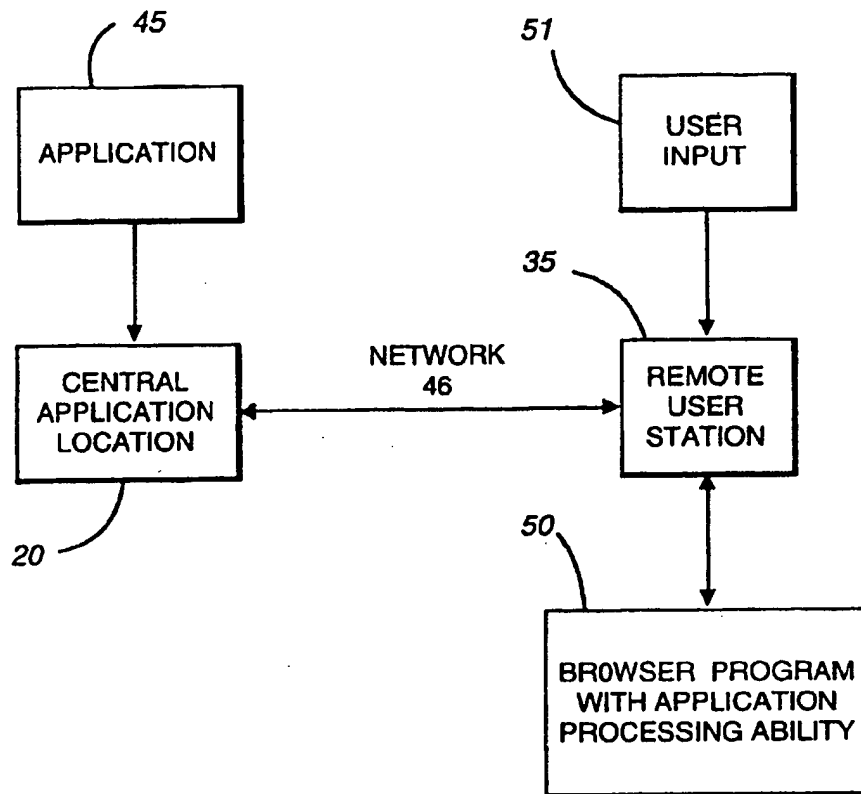 45
51
APPLICATION
USER
INPUT
35
CENTRAL
APPLICATION
LOCATION
NETWORK
46
REMOTE
USER
STATION
20
50
BROWSER PROGRAM
WITH APPLICATION
PROCESSING ABILITY